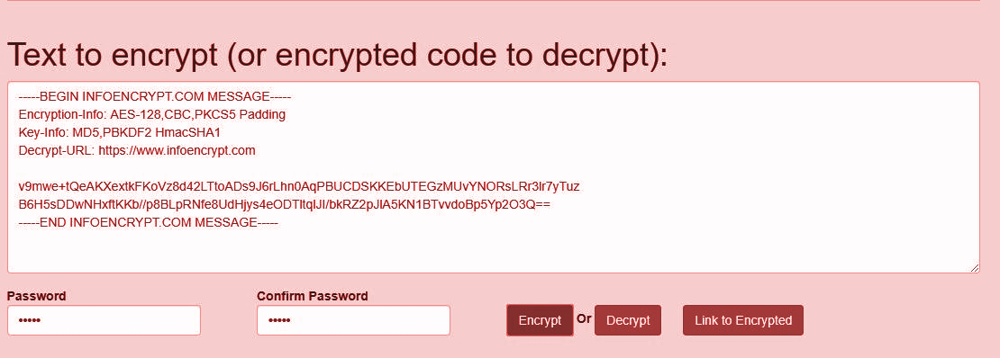 Text to encrypt (or encrypted code to decrypt):
-----BEGIN INFOENCRYPT.COM MESSAGE-----
Encryption-Info: AES-128,CBC,PKCS5 Padding
Key-Info: MD5,PBKDF2 HmacSHA1
Decrypt-URL: https://www.infoencrypt.com
v9mwe+tQeAKXextkFKoVz8d42LTtoADs9J6rLhn0AqPBUCDSKKEbUTEGzMUvYNORsLRr3lr7yTuz
B6H5sDDwNHxftKKb//p8BLpRNfe8UdHjys4eODTltqlJI/bkRZ2pJIA5KN1BTvvdoBp5Yp2O3Q==
-----END INFOENCRYPT.COM MESSAGE-----
Password Confirm Password
Encrypt Or Decrypt Link to Encrypted